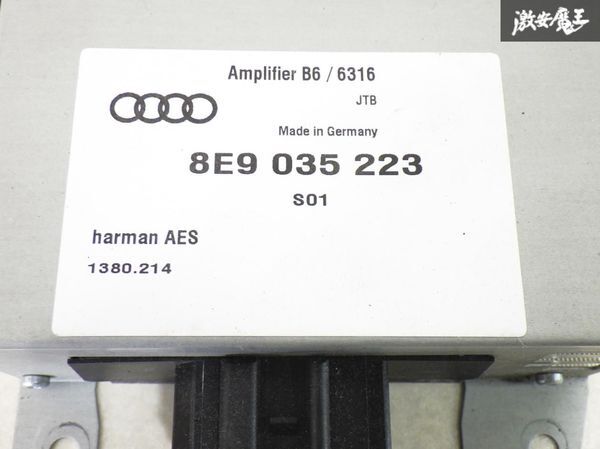 激安魔王
Amplifier B6 / 6316
JTB
Made in Germany
8E9 035 223
S01
harman AES
1380.214